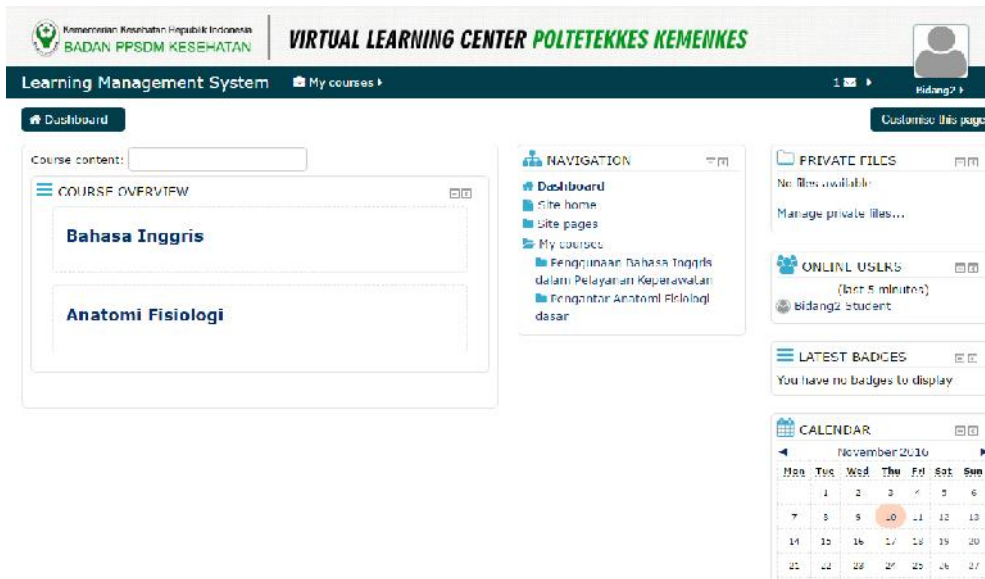 Kementerian Kesehatan Republik Indonesia
BADAN PPSDM KESEHATAN
VIRTUAL LEARNING CENTER POLTETEKKES KEMENKES
Learning Management System
My courses
1
Bidang2
Dashboard
Customise this page
Course content:
COURSE OVERVIEW
Bahasa Inggris
Anatomi Fisiologi
NAVIGATION
Dashboard
Site home
Site pages
My courses
Penggunaan Bahasa Inggris
dalam Pelayanan Keperawatan
Pengantar Anatomi Fisiologi
dasar
PRIVATE FILES
No files available
Manage private files...
ONLINE USERS
(last 5 minutes)
Bidang2 Student
LATEST BADGES
You have no badges to display
CALENDAR
November 2016
Mon Tue Wed Thu Fri Sat Sun
1 2 3 4 5 6
7 8 9 10 11 12 13
14 15 16 17 18 19 20
21 22 23 24 25 26 27